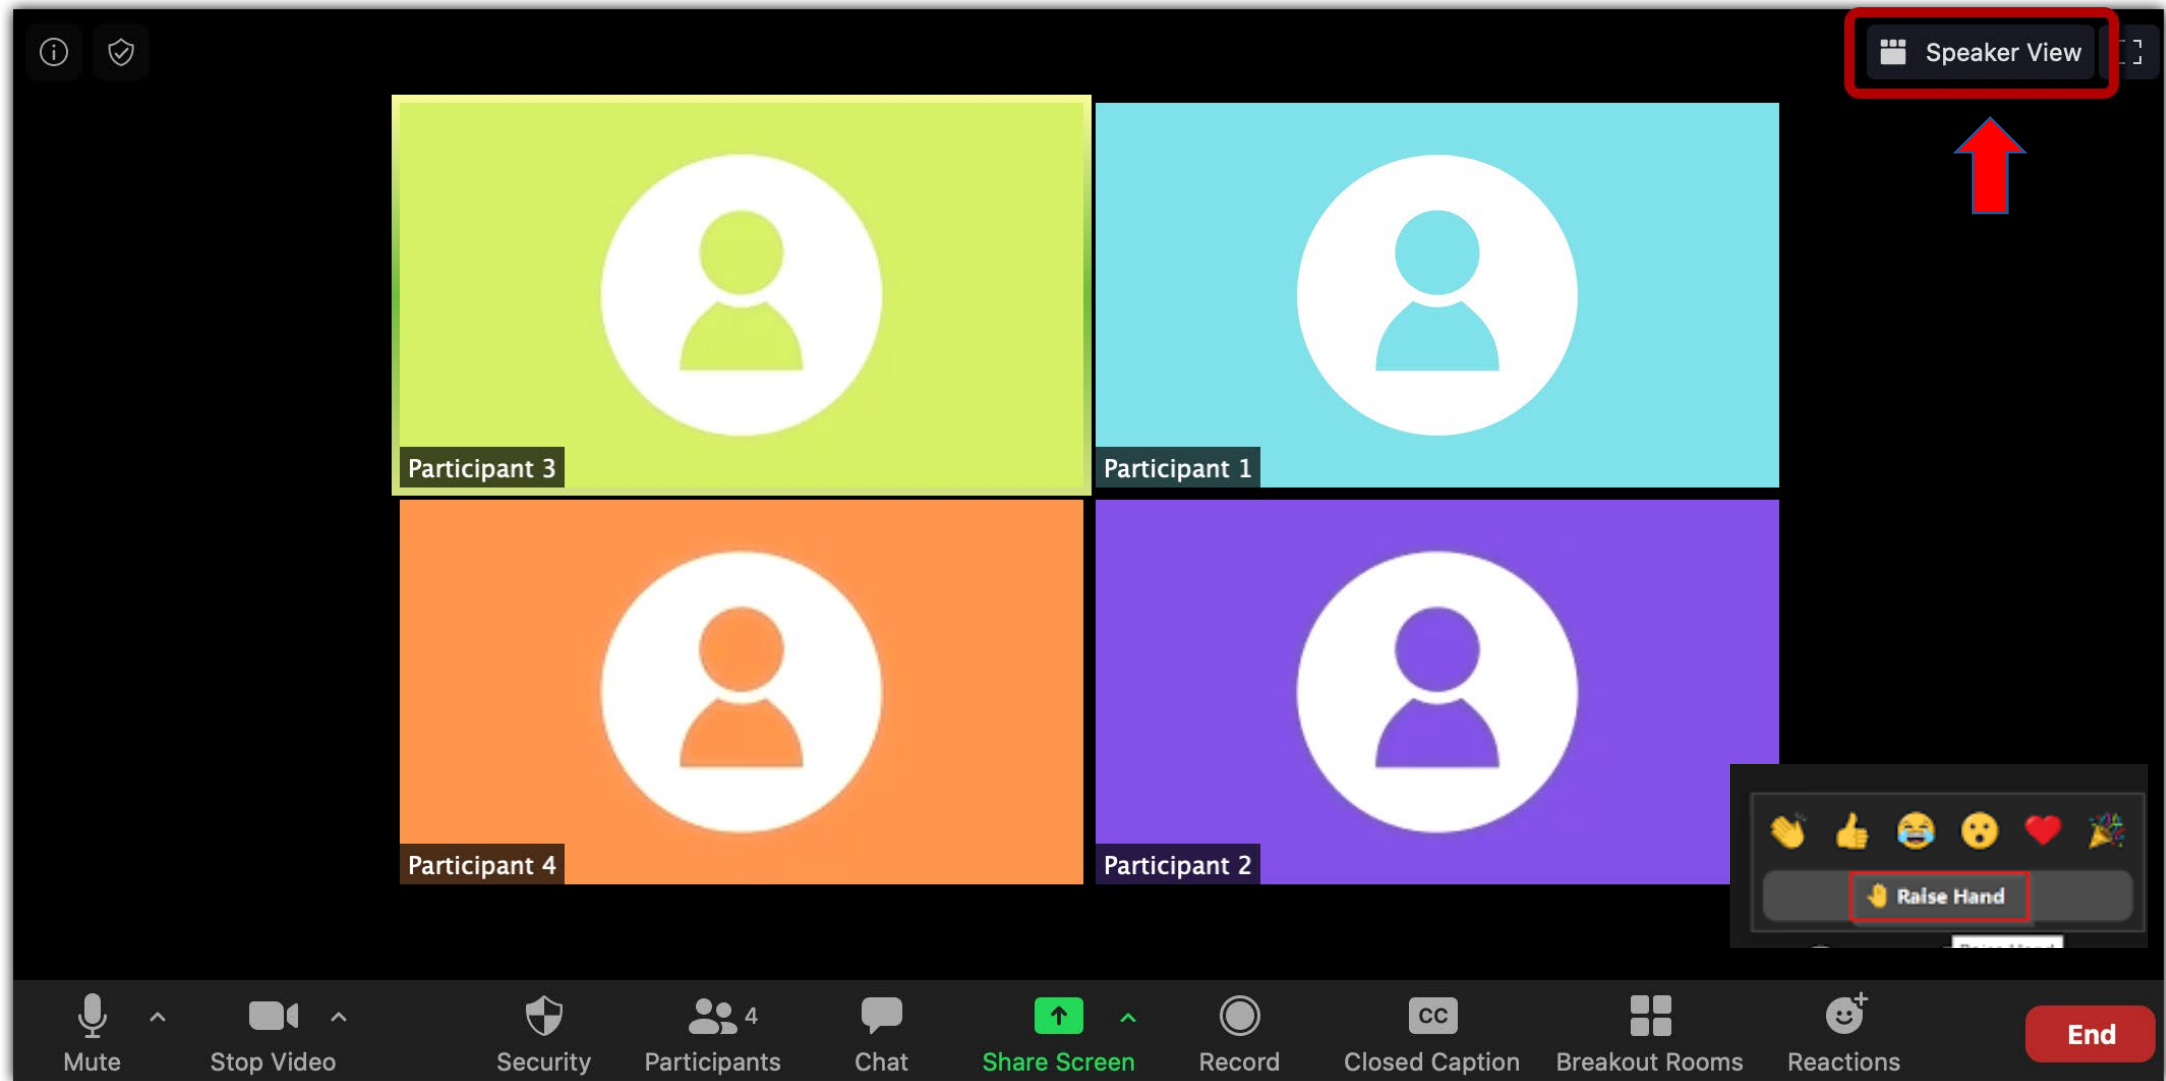 Speaker View
Participant 3
Participant 1
Participant 4
Participant 2
Raise Hand
4
CC
Mute
Stop Video
Security
Participants
Chat
Share Screen
Record
Closed Caption
Breakout Rooms
Reactions
End